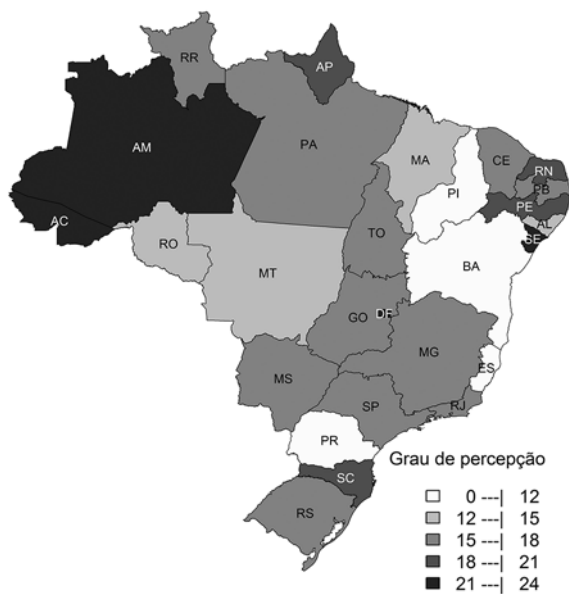 RR
AP
AM
PA
MA
CE
RN
PB
PI
PE
AL
SE
AC
RO
TO
BA
MT
GO
DF
MG
ES
MS
SP
RJ
PR
SC
RS
Grau de percepção
0 ---| 12
12 ---| 15
15 ---| 18
18 ---| 21
21 ---| 24